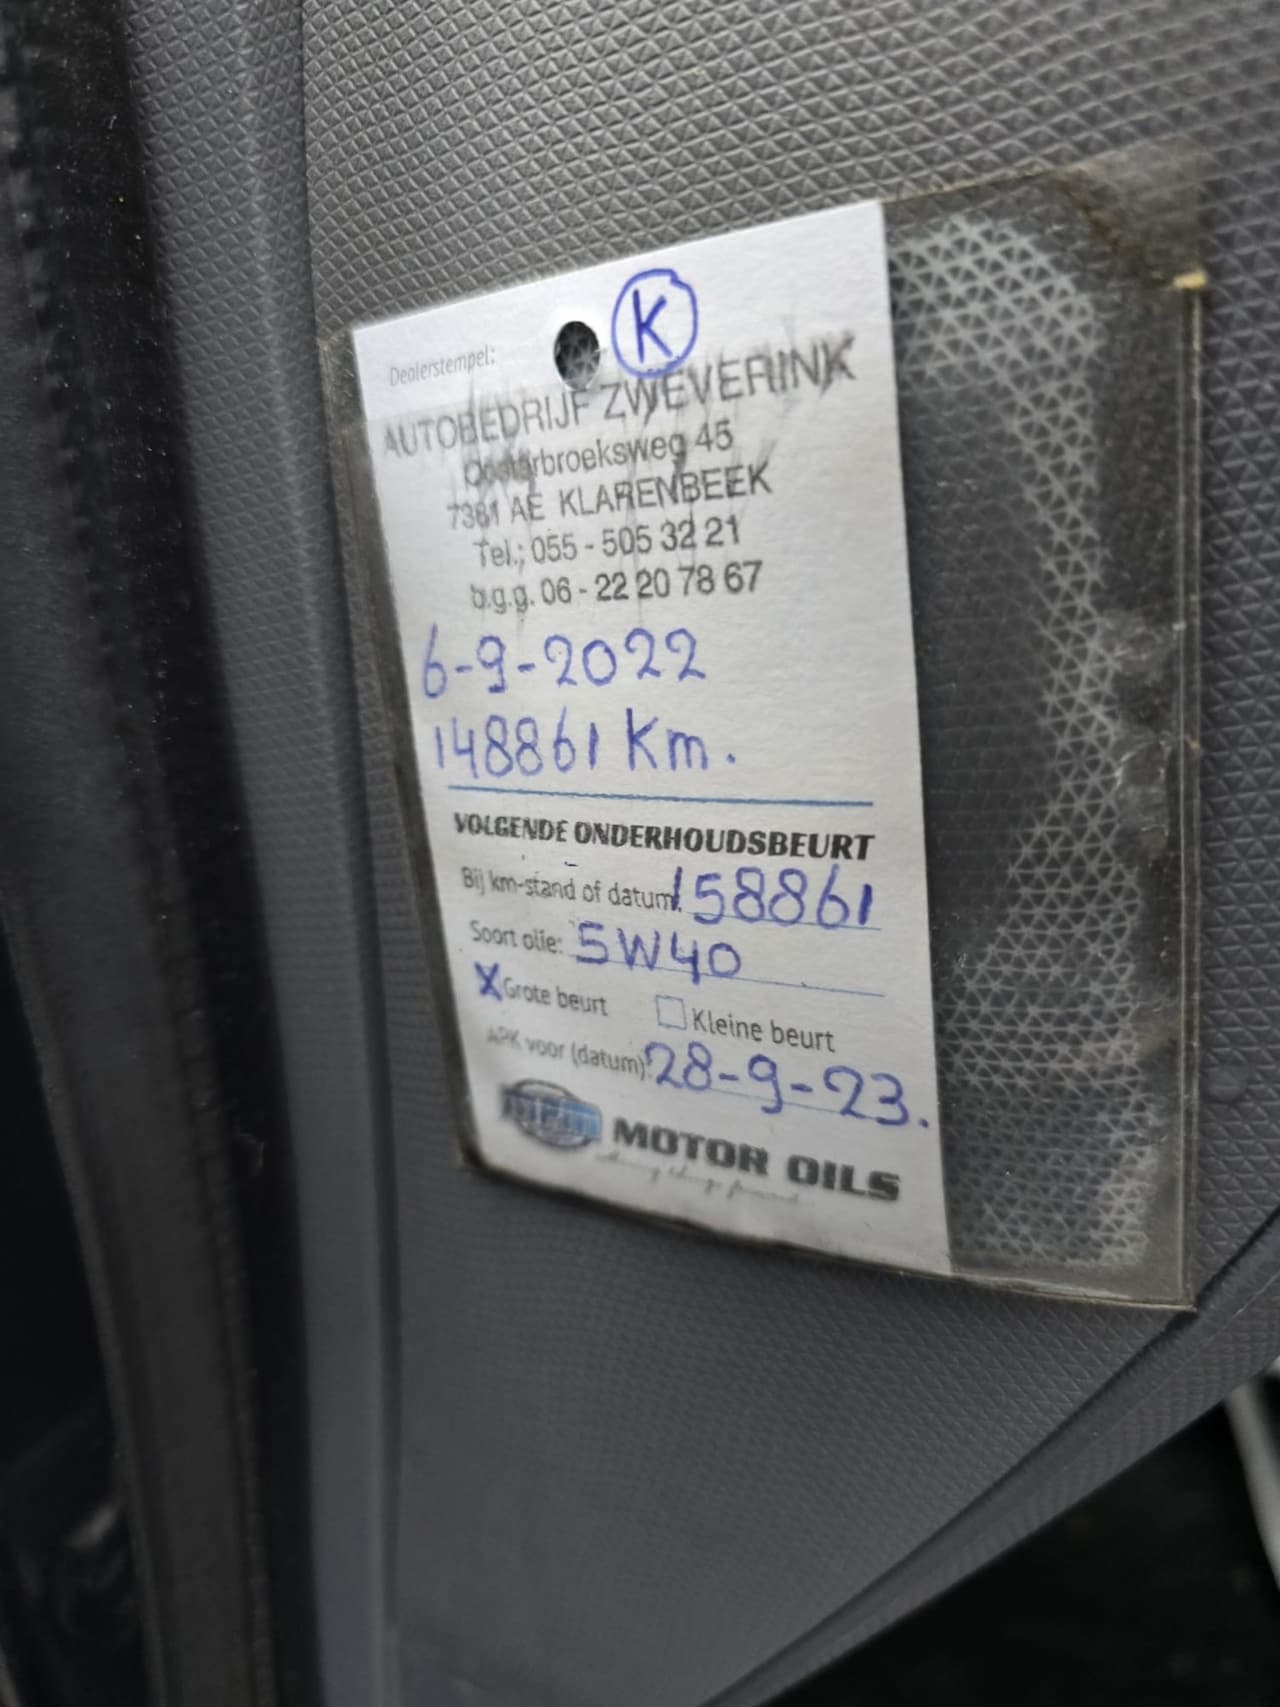 K
Dealerstempel:
AUTOBEDRIJF ZWEVERINK
Oosterbroeksweg 45
7381 AE KLARENBEEK
Tel.; 055 - 505 32 21
b.g.g. 06 - 22 20 78 67
6-9-2022
148861 Km.
VOLGENDE ONDERHOUDSBEURT
Bij km-stand of datum: 158861
Soort olie: 5W40
X Grote beurt Kleine beurt
APK voor (datum): 28-9-23.
mpm MOTOR OILS